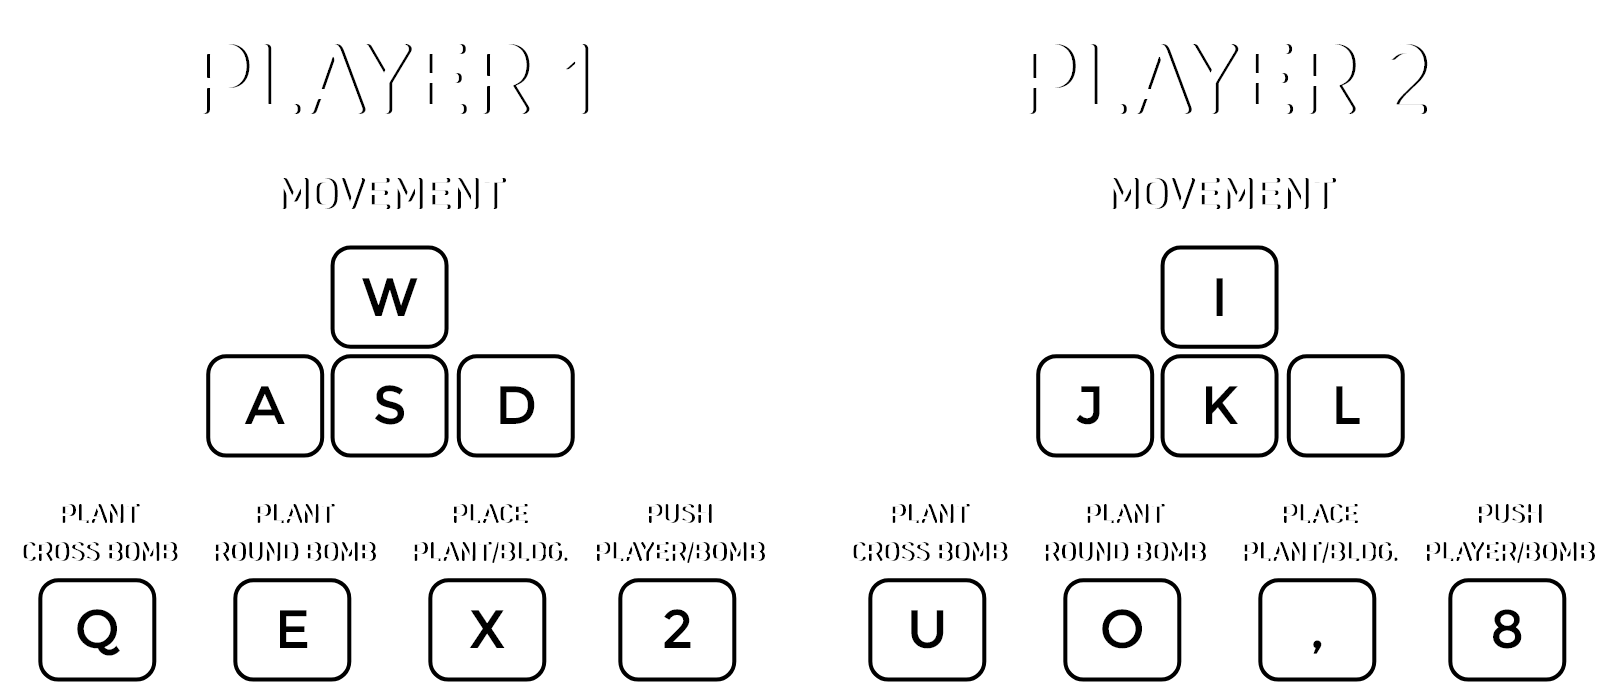 PLAYER 1
MOVEMENT
W
A S D
PLANT CROSS BOMB
Q
PLANT ROUND BOMB
E
PLACE PLANT/BLDG.
X
PUSH PLAYER/BOMB
2
PLAYER 2
MOVEMENT
I
J K L
PLANT CROSS BOMB
U
PLANT ROUND BOMB
O
PLACE PLANT/BLDG.
,
PUSH PLAYER/BOMB
8